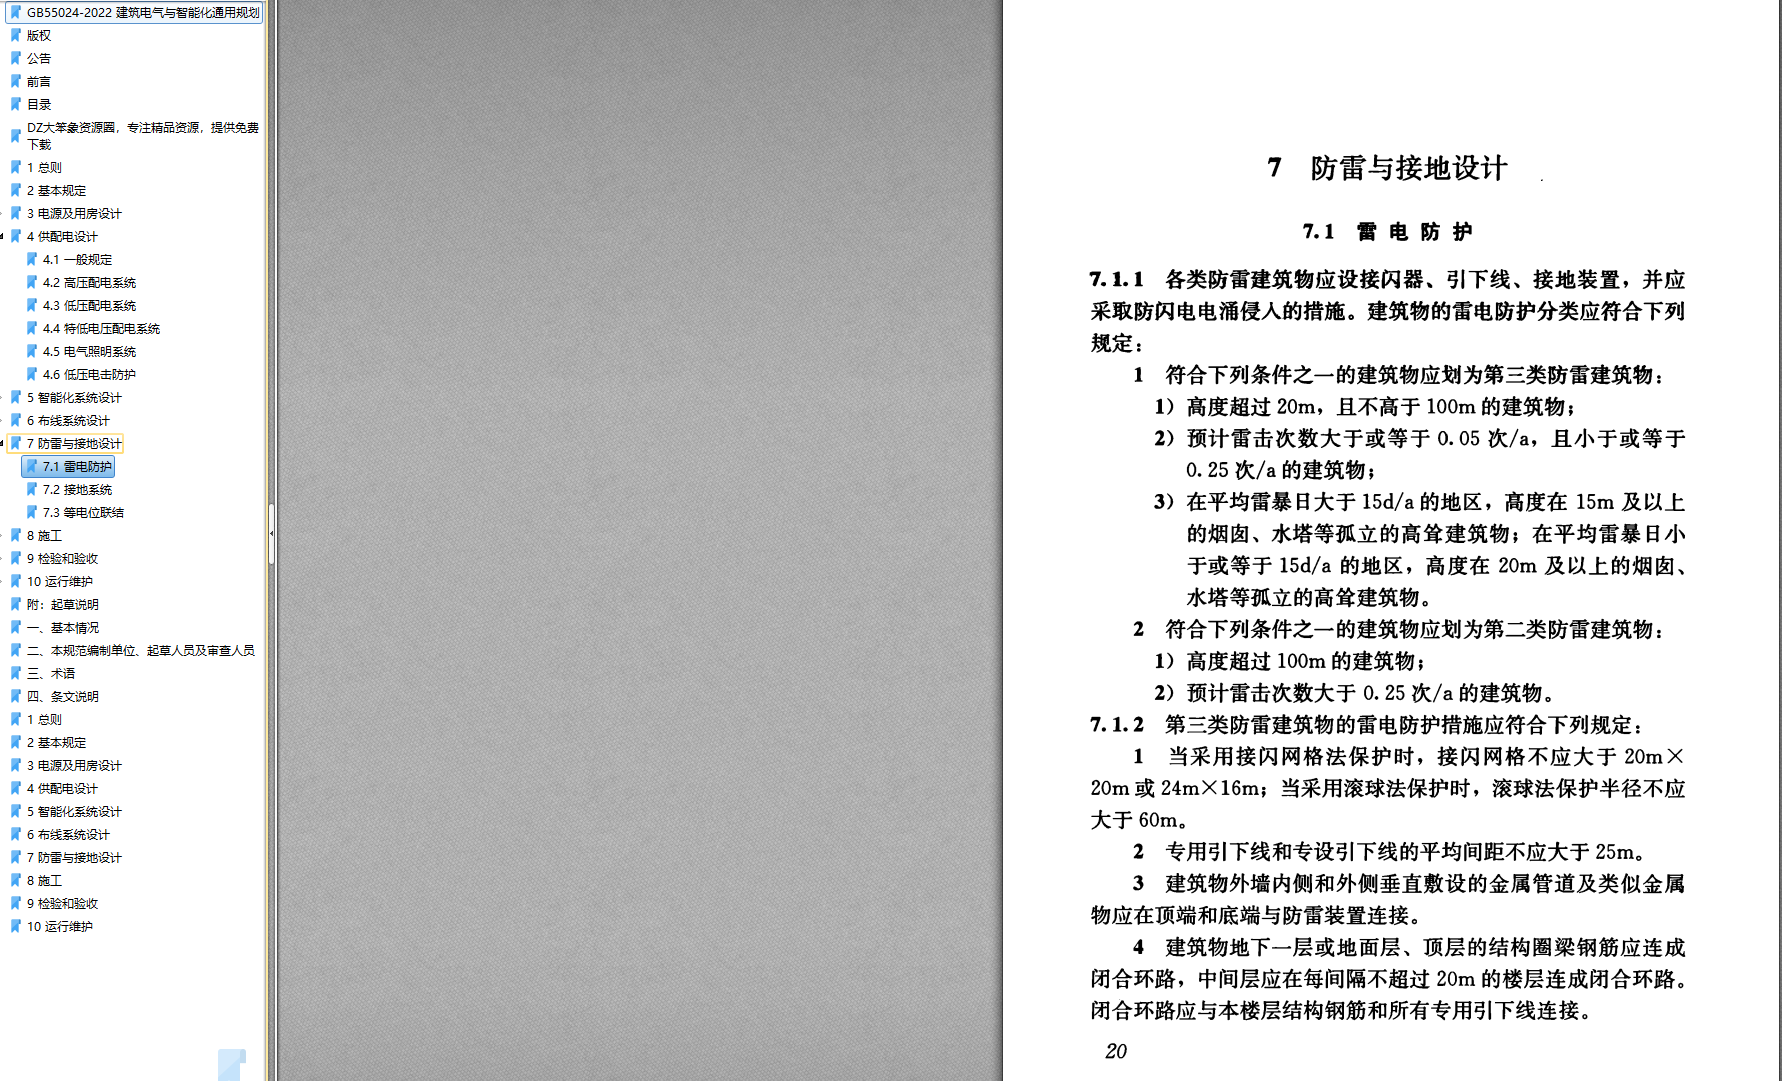 GB55024-2022 建筑电气与智能化通用规划
版权
公告
前言
目录
DZ大笨象资源圈，专注精品资源，提供免费
下载
1 总则
2 基本规定
3 电源及用房设计
4 供配电设计
4.1 一般规定
4.2 高压配电系统
4.3 低压配电系统
4.4 特低电压配电系统
4.5 电气照明系统
4.6 低压电击防护
5 智能化系统设计
6 布线系统设计
7 防雷与接地设计
7.1 雷电防护
7.2 接地系统
7.3 等电位联结
8 施工
9 检验和验收
10 运行维护
附：起草说明
一、基本情况
二、本规范编制单位、起草人员及审查人员
三、术语
四、条文说明
1 总则
2 基本规定
3 电源及用房设计
4 供配电设计
5 智能化系统设计
6 布线系统设计
7 防雷与接地设计
8 施工
9 检验和验收
10 运行维护
7 防雷与接地设计
7.1 雷电防护
7.1.1 各类防雷建筑物应设接闪器、引下线、接地装置，并应
采取防闪电电涌侵入的措施。建筑物的雷电防护分类应符合下列
规定：
1 符合下列条件之一的建筑物应划为第三类防雷建筑物：
1）高度超过 20m，且不高于 100m 的建筑物；
2）预计雷击次数大于或等于 0.05 次/a，且小于或等于
0.25 次/a 的建筑物；
3）在平均雷暴日大于 15d/a 的地区，高度在 15m 及以上
的烟囱、水塔等孤立的高耸建筑物；在平均雷暴日小
于或等于 15d/a 的地区，高度在 20m 及以上的烟囱、
水塔等孤立的高耸建筑物。
2 符合下列条件之一的建筑物应划为第二类防雷建筑物：
1）高度超过 100m 的建筑物；
2）预计雷击次数大于 0.25 次/a 的建筑物。
7.1.2 第三类防雷建筑物的雷电防护措施应符合下列规定：
1 当采用接闪网格法保护时，接闪网格不应大于 20m×
20m 或 24m×16m；当采用滚球法保护时，滚球法保护半径不应
大于 60m。
2 专用引下线和专设引下线的平均间距不应大于 25m。
3 建筑物外墙内侧和外侧垂直敷设的金属管道及类似金属
物应在顶端和底端与防雷装置连接。
4 建筑物地下一层或地面层、顶层的结构圈梁钢筋应连成
闭合环路，中间层应在每间隔不超过 20m 的楼层连成闭合环路。
闭合环路应与本楼层结构钢筋和所有专用引下线连接。
20